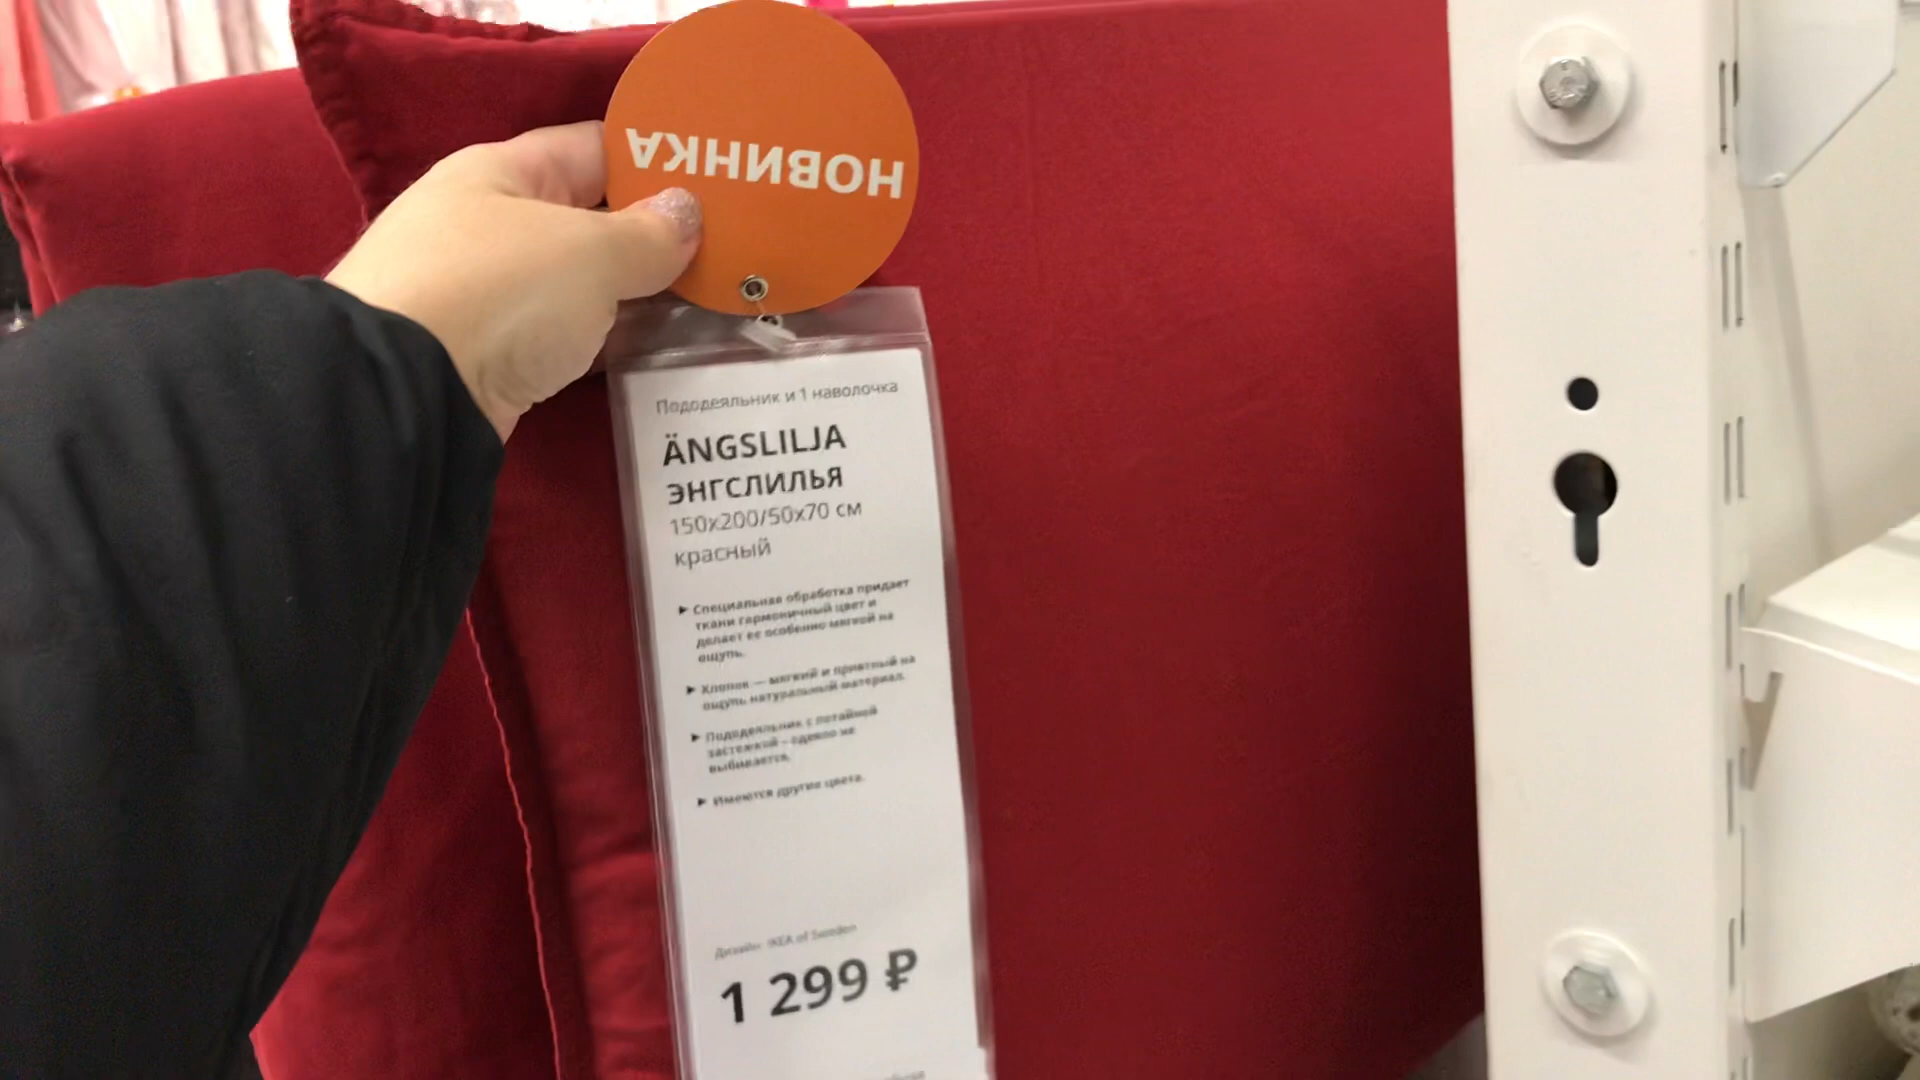 НОВИНКА
Пододеяльник и 1 наволочка
ÄNGSLILJA
ЭНГСЛИЛЬЯ
150x200/50x70 см
красный
► Специальная обработка придает
ткани гармоничный цвет и
делает ее особенно мягкой на
ощупь.
► Хлопок — мягкий и приятный на
ощупь натуральный материал.
► Пододеяльник с потайной
застежкой – одеяло не
выбивается.
► Имеются другие цвета.
Дизайн: IKEA of Sweden
1 299 ₽